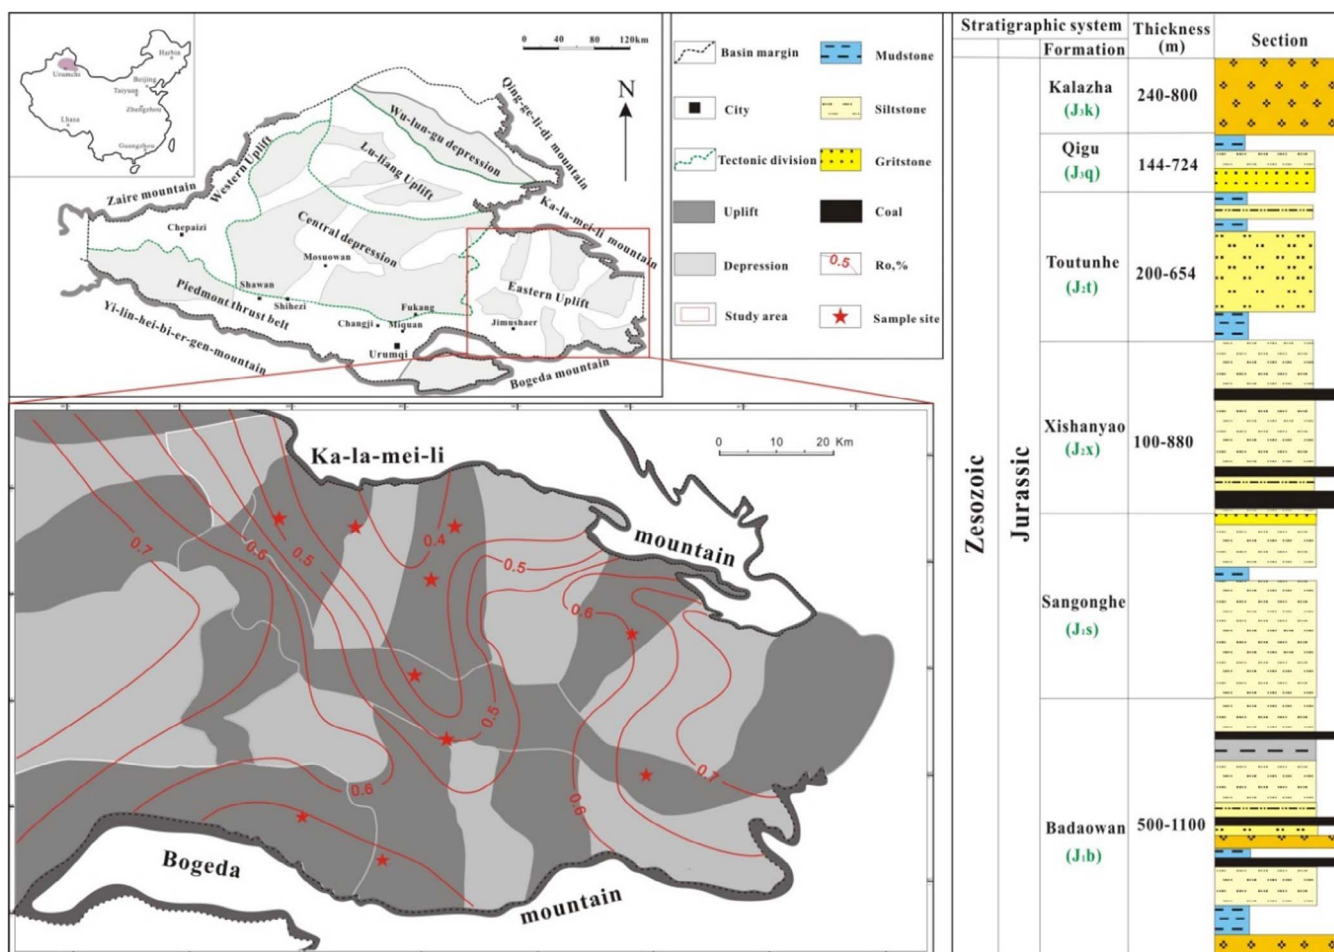 Harbin
Urumchi
Beijing
Taiyuan
Zhengzhou
Lhasa
Guangzhou
0 40 80 120km
N
Qing-ge-li-di mountain
Wu-lun-gu depression
Lu-liang Uplift
Western Uplift
Zaire mountain
Ka-la-mei-li mountain
Chepaizi
Central depression
Mosuowan
Shawan
Shihezi
Piedmont thrust belt
Fukang
Changji
Miquan
Urumqi
Eastern Uplift
Jimushaer
Yi-lin-hei-bi-er-gen-mountain
Bogeda mountain
Basin margin
Mudstone
City
Siltstone
Tectonic division
Gritstone
Uplift
Coal
Depression
0.5
Ro,%
Study area
Sample site
Ka-la-mei-li
mountain
0 10 20 Km
0.7
0.6
0.5
0.4
0.5
0.6
0.5
0.6
0.7
0.6
Bogeda
mountain
Stratigraphic system
Thickness
(m)
Section
Formation
Zesozoic
Jurassic
Kalazha
(J₃k)
240-800
Qigu
(J₃q)
144-724
Toutunhe
(J₂t)
200-654
Xishanyao
(J₂x)
100-880
Sangonghe
(J₁s)
Badaowan
(J₁b)
500-1100